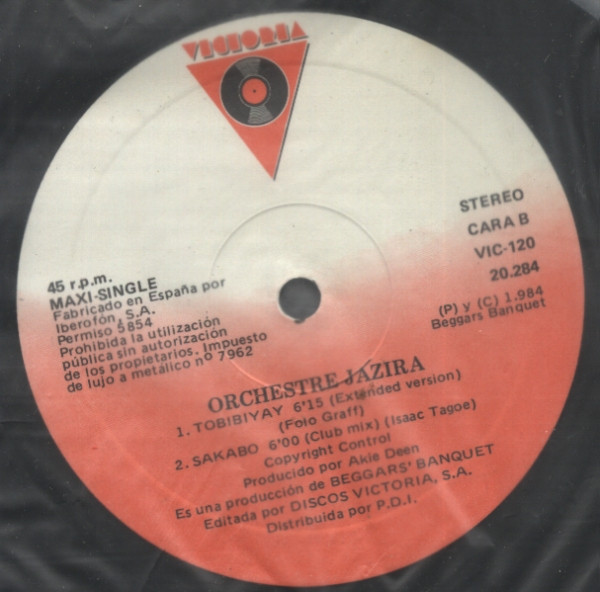 VICTORIA
STEREO
CARA B
VIC-120
20.284
(P) y (C) 1.984
Beggars Banquet
45 r.p.m.
MAXI-SINGLE
Fabricado en España por
Iberofón, S.A.
Permiso 5854
Prohibida la utilización
pública sin autorización
de los propietarios. Impuesto
de lujo a metálico nº 7962
ORCHESTRE JAZIRA
1. TOBIBIYAY 6'15 (Extended version)
(Folo Graff)
2. SAKABO 6'00 (Club mix) (Isaac Tagoe)
Copyright Control
Producido por Akie Deen
Es una producción de BEGGARS' BANQUET
Editada por DISCOS VICTORIA, S.A.
Distribuida por P.D.I.